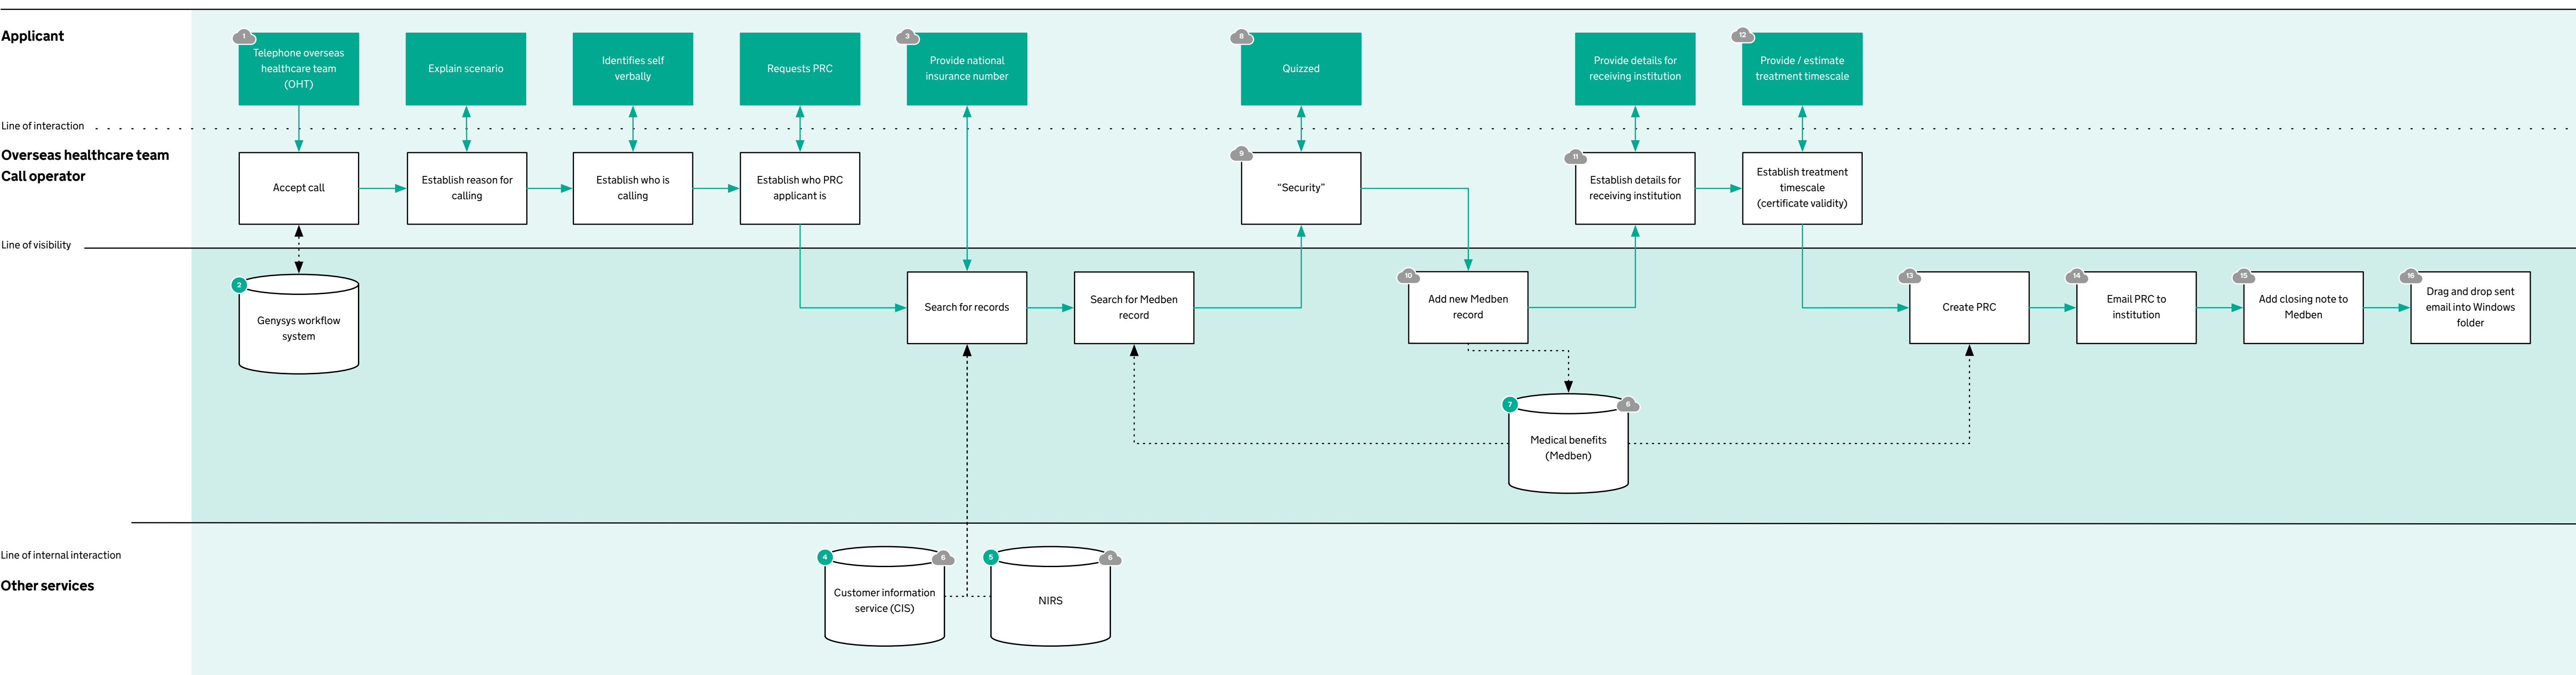 Applicant
1
Telephone overseas
healthcare team
(OHT)
Explain scenario
Identifies self
verbally
Requests PRC
3
Provide national
insurance number
8
Quizzed
Provide details for
receiving institution
12
Provide / estimate
treatment timescale
Line of interaction
Overseas healthcare team
Call operator
Accept call
Establish reason for
calling
Establish who is
calling
Establish who PRC
applicant is
9
“Security”
11
Establish details for
receiving institution
Establish treatment
timescale
(certificate validity)
Line of visibility
2
Genysys workflow
system
Search for records
Search for Medben
record
10
Add new Medben
record
13
Create PRC
14
Email PRC to
institution
15
Add closing note to
Medben
16
Drag and drop sent
email into Windows
folder
7
6
Medical benefits
(Medben)
Line of internal interaction
Other services
4
6
Customer information
service (CIS)
5
6
NIRS